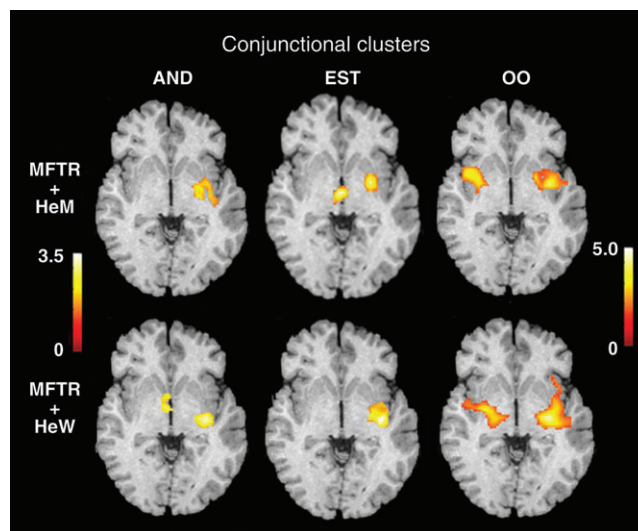 Conjunctional clusters
AND EST OO
MFTR
+
HeM
3.5
0
5.0
0
MFTR
+
HeW